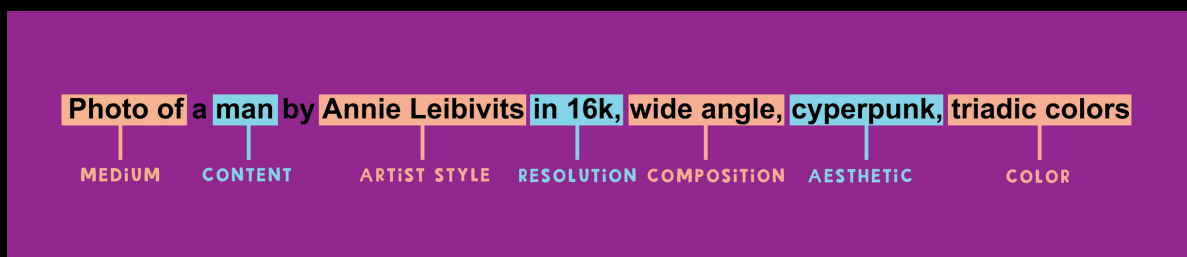 Photo of a man by Annie Leibivits in 16k, wide angle, cyperpunk, triadic colors
MEDiUM CONTENT ARTiST STYLE RESOLUTiON COMPOSiTiON AESTHETiC COLOR